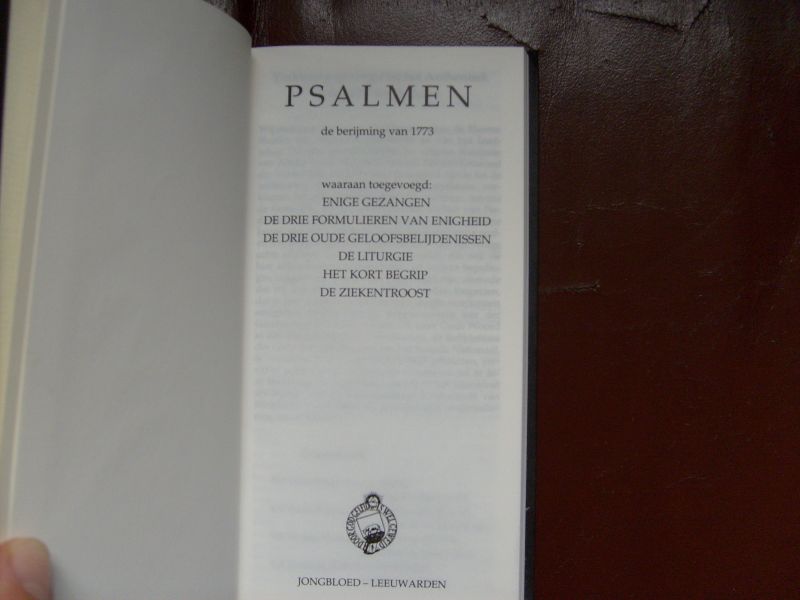 PSALMEN
de berijming van 1773
waaraan toegevoegd:
ENIGE GEZANGEN
DE DRIE FORMULIEREN VAN ENIGHEID
DE DRIE OUDE GELOOFSBELIJDENISSEN
DE LITURGIE
HET KORT BEGRIP
DE ZIEKENTROOST
JONGBLOED – LEEUWARDEN